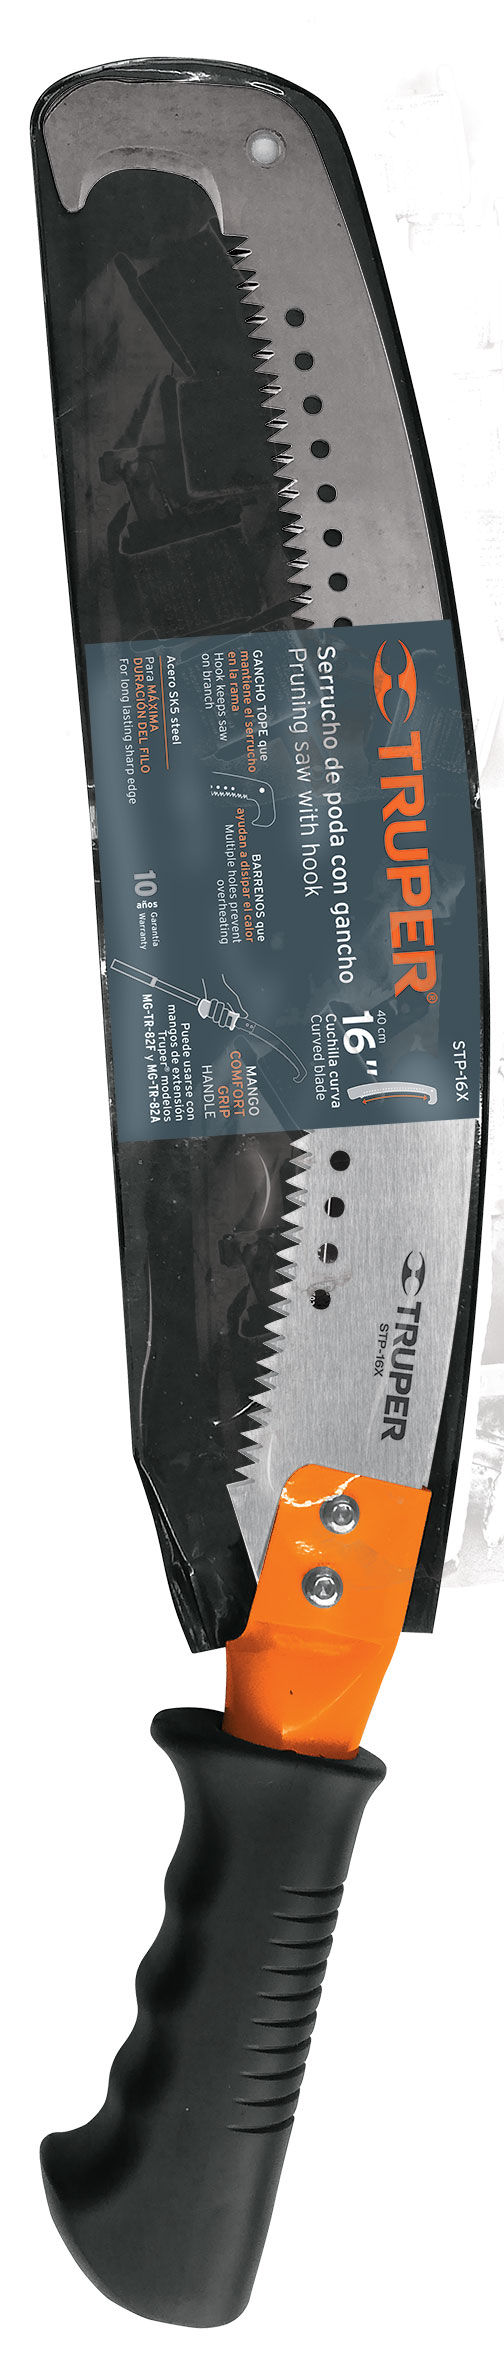 TRUPER®
STP-16X
Serrucho de poda con gancho
Pruning saw with hook
40 cm
16"
Cuchilla curva
Curved blade
GANCHO TOPE que
mantiene el serrucho
en la rama
Hook keeps saw
on branch
BARRENOS que
ayudan a disipar el calor
Multiple holes prevent
overheating
MANGO
COMFORT
GRIP
HANDLE
Acero SK5 steel
Para MÁXIMA
DURACIÓN DEL FILO
For long lasting sharp edge
10 años
Garantía
Warranty
Puede usarse con
mangos de extensión
Truper® modelos
MG-TR-82F y MG-TR-82A
TRUPER
STP-16X